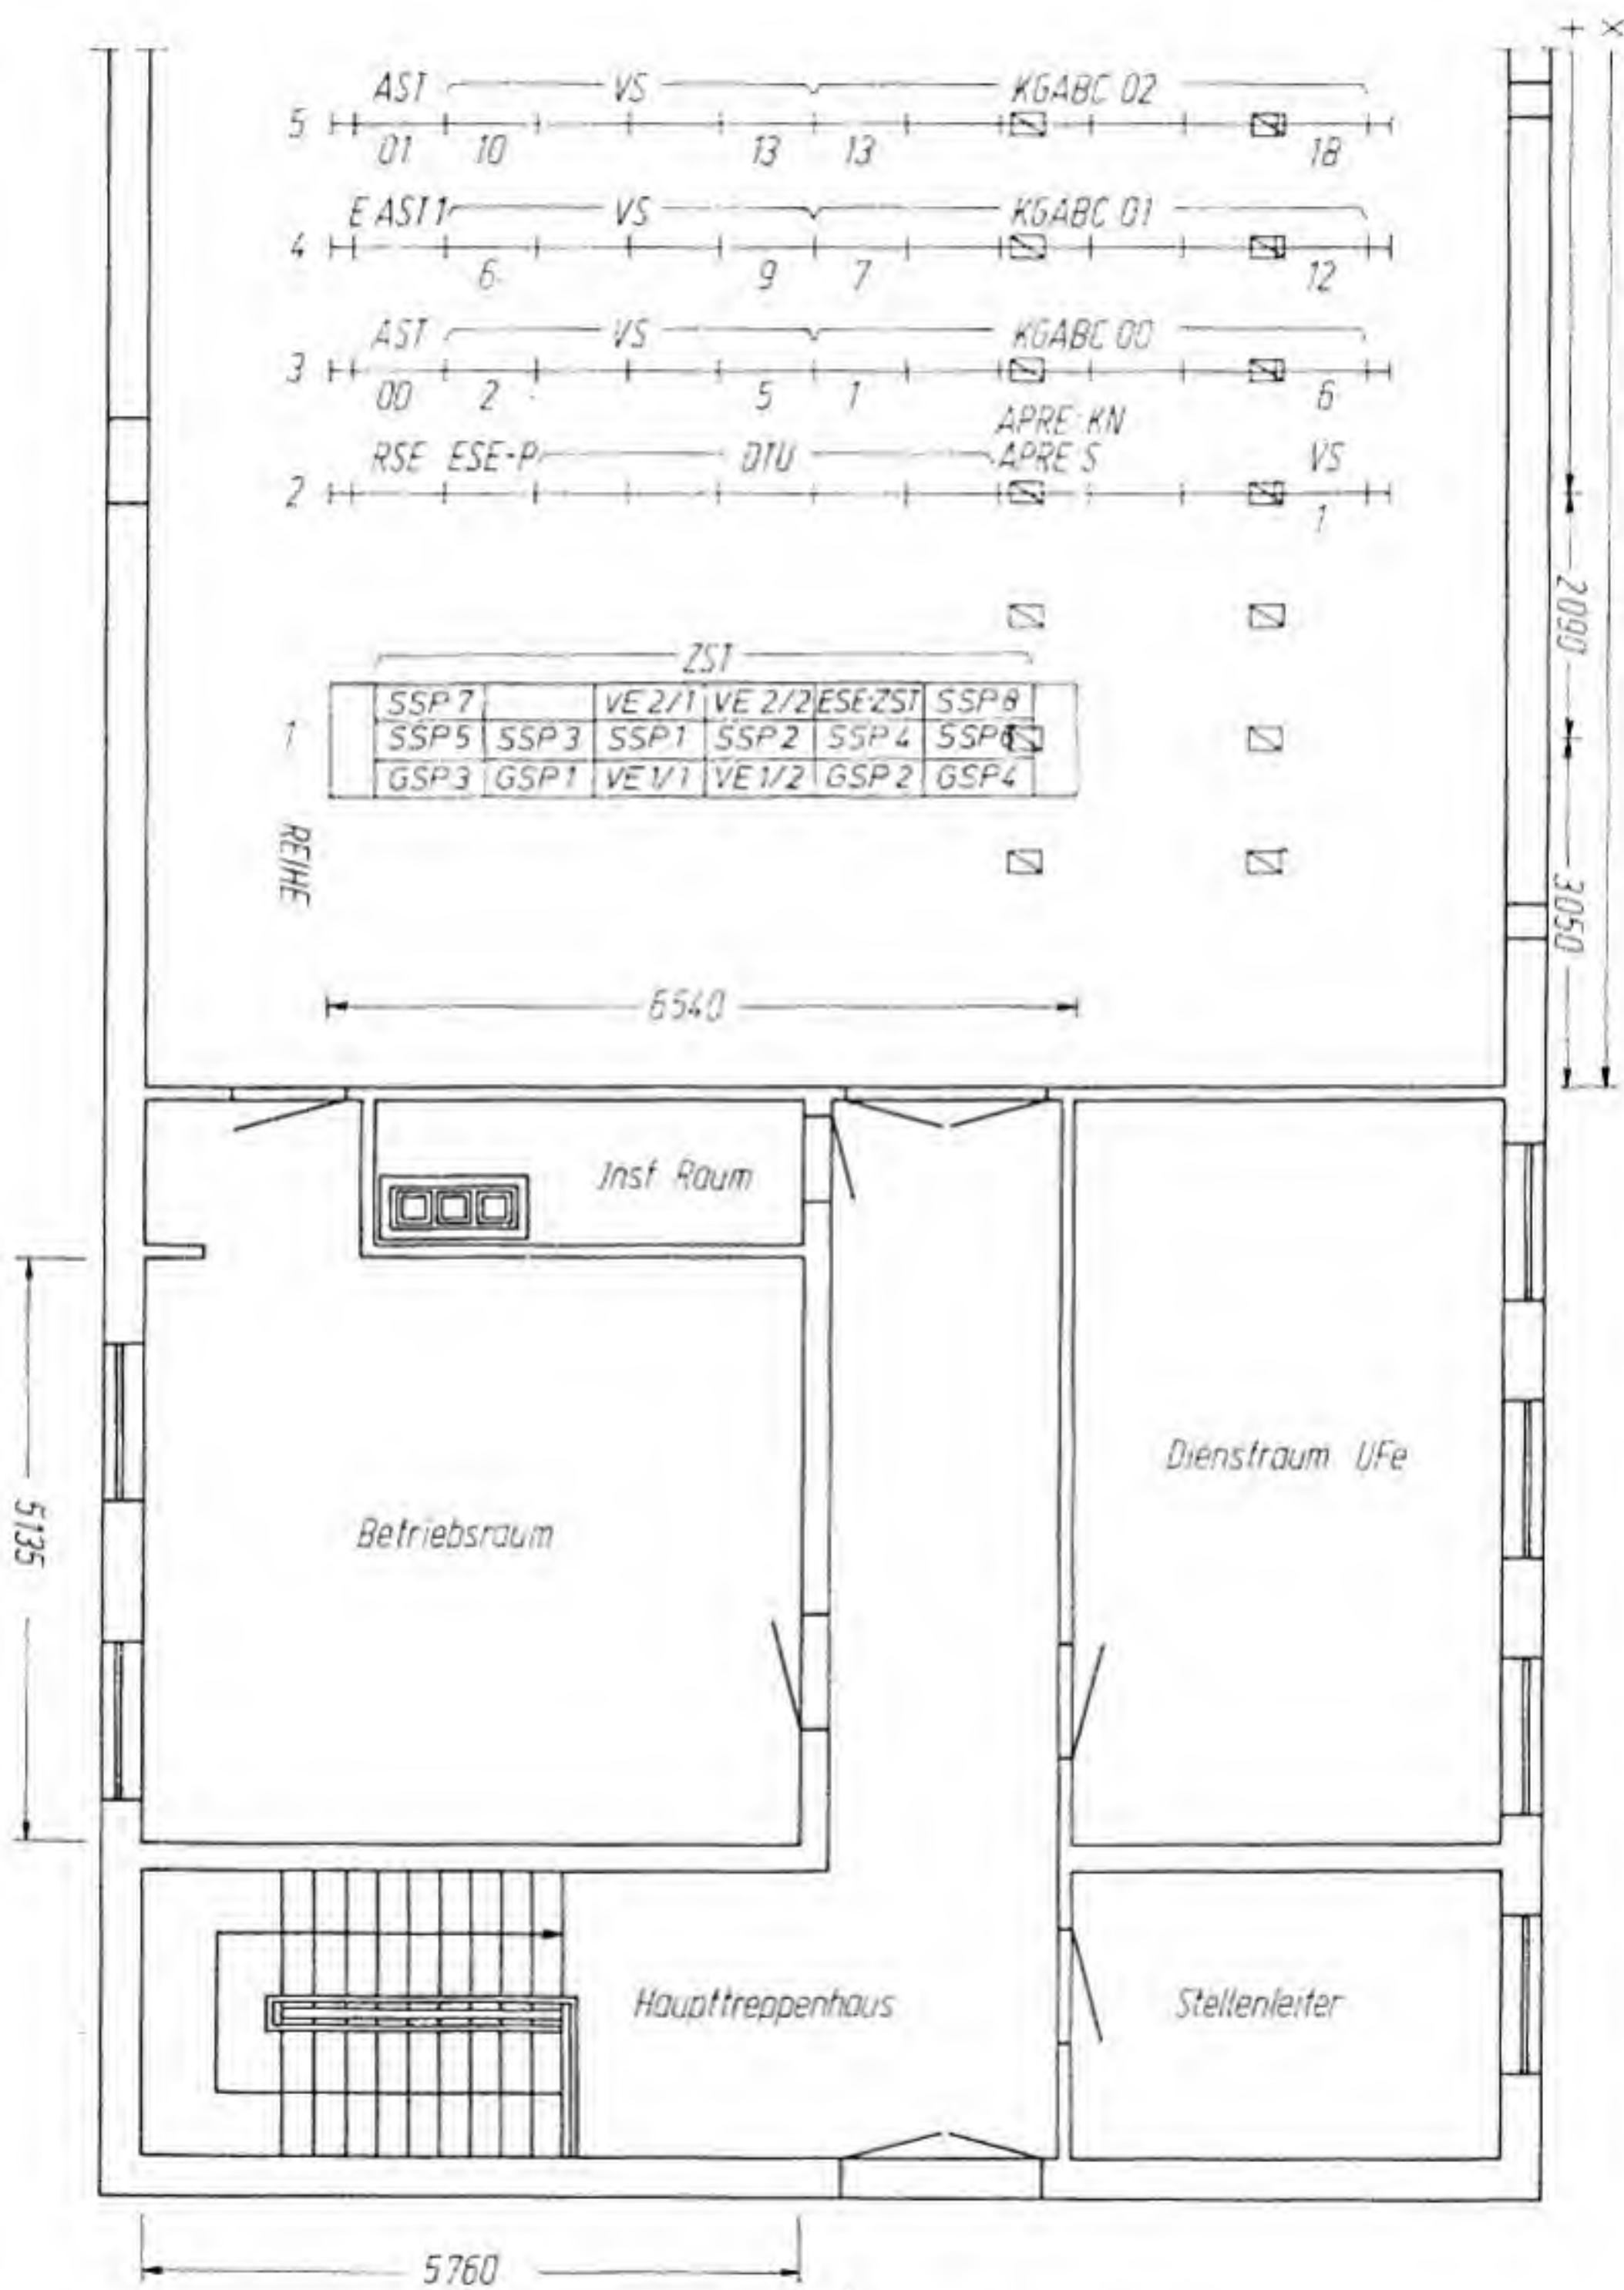 + X
AST VS KGABC 02
5
01 10 13 13 18
E AST 1 VS KGABC 01
4
6 9 7 12
AST VS KGABC 00
3
00 2 5 1 6
APRE KN
RSE ESE-P DTU APRE S VS
2
1
2090
ZST
SSP 7 VE 2/1 VE 2/2 ESE-ZST SSP 8
1 SSP 5 SSP 3 SSP 1 SSP 2 SSP 4 SSP 6
GSP 3 GSP 1 VE 1/1 VE 1/2 GSP 2 GSP 4
REIHE
3050
6540
Inst Raum
Dienstraum UFe
5135
Betriebsraum
Haupttreppenhaus
Stellenleiter
5760